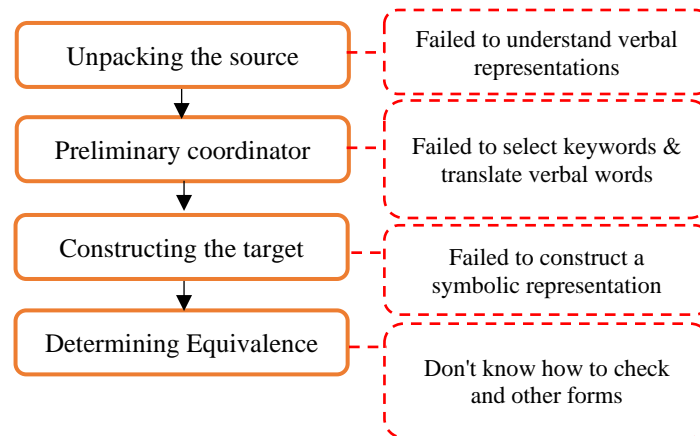 Unpacking the source
Failed to understand verbal
representations
Preliminary coordinator
Failed to select keywords &
translate verbal words
Constructing the target
Failed to construct a
symbolic representation
Determining Equivalence
Don't know how to check
and other forms